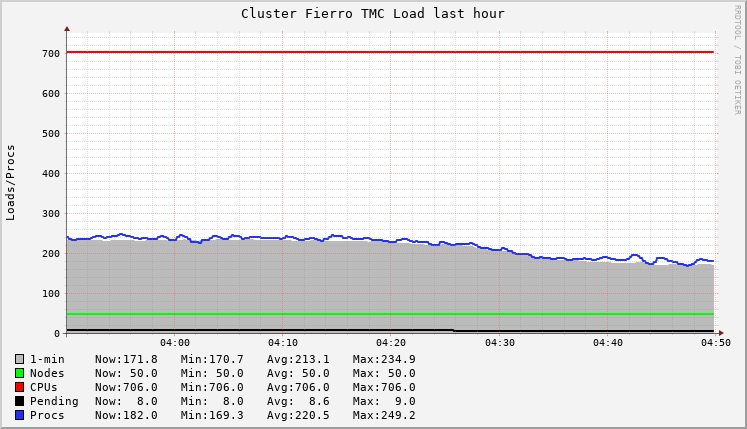 Cluster Fierro TMC Load last hour
RRDTOOL / TOBI OETIKER
Loads/Procs
700
600
500
400
300
200
100
0
04:00 04:10 04:20 04:30 04:40 04:50
1-min Now:171.8 Min:170.7 Avg:213.1 Max:234.9
Nodes Now: 50.0 Min: 50.0 Avg: 50.0 Max: 50.0
CPUs Now:706.0 Min:706.0 Avg:706.0 Max:706.0
Pending Now: 8.0 Min: 8.0 Avg: 8.6 Max: 9.0
Procs Now:182.0 Min:169.3 Avg:220.5 Max:249.2